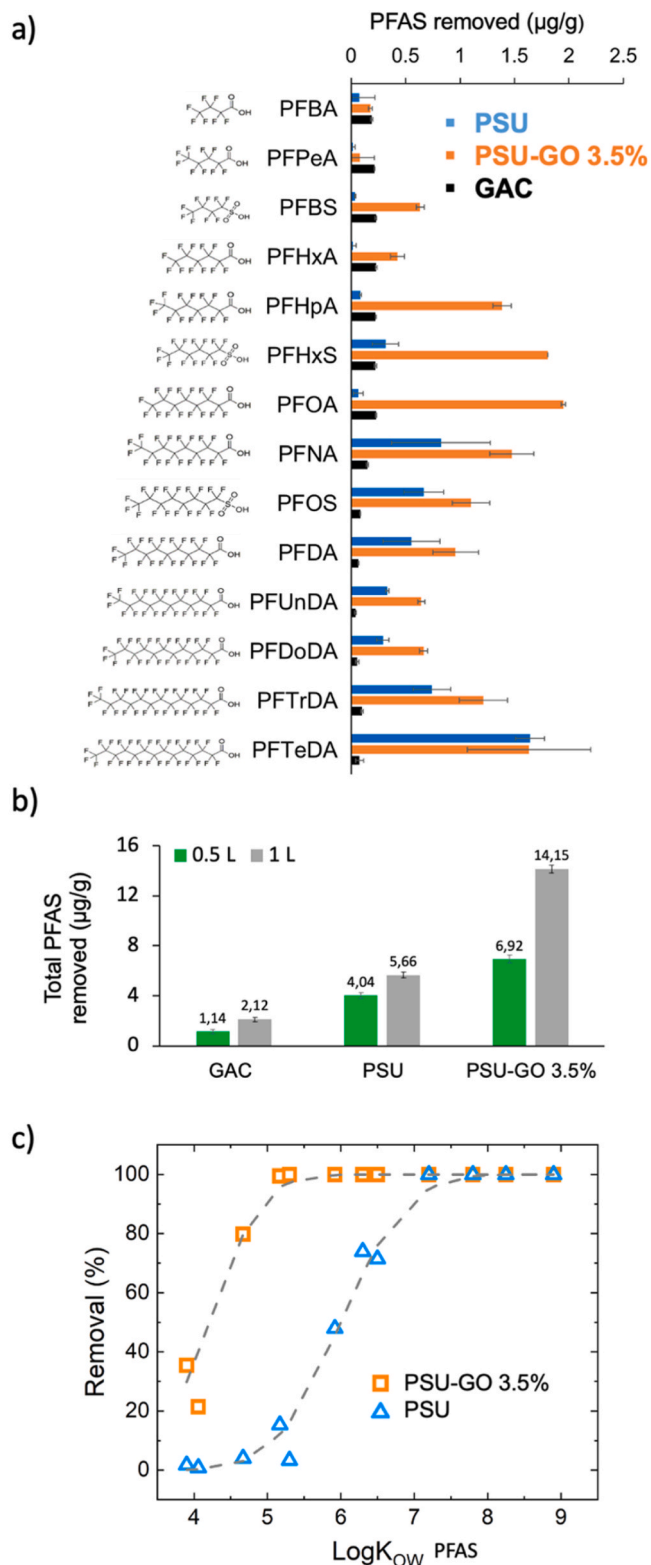 a)
PFAS removed (µg/g)
0 0.5 1 1.5 2 2.5
PFBA
PFPeA
PFBS
PFHxA
PFHpA
PFHxS
PFOA
PFNA
PFOS
PFDA
PFUnDA
PFDoDA
PFTrDA
PFTeDA
PSU
PSU-GO 3.5%
GAC
b)
Total PFAS
removed (µg/g)
16
12
8
4
0
0.5 L 1 L
1,14 2,12 4,04 5,66 6,92 14,15
GAC PSU PSU-GO 3.5%
c)
Removal (%)
100
80
60
40
20
0
PSU-GO 3.5%
PSU
4 5 6 7 8 9
LogK_OW PFAS